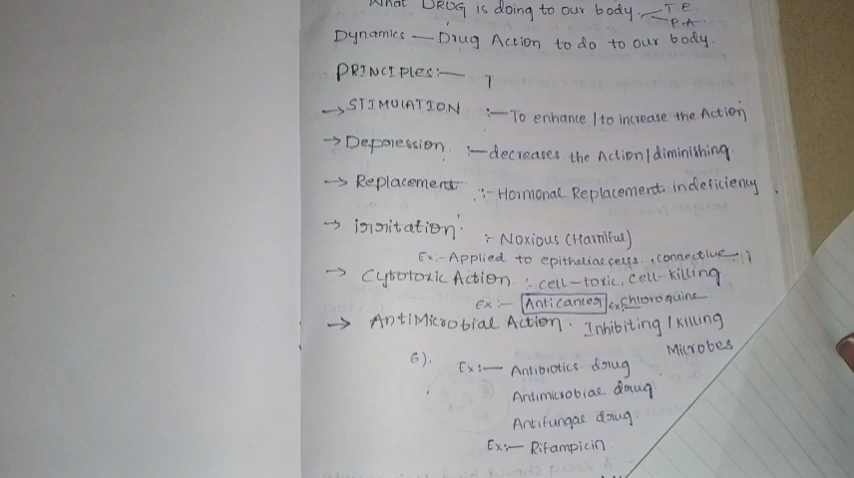 What DRUG is doing to our body. T.E.
P.A
Dynamics — Drug Action to do to our body.
PRINCIPles:— 1
→ STIMULATION :— To enhance / to increase the Action
→ Depression. :— decreases the Action / diminishing.
→ Replacement :- Hormonal Replacement indeficiency
→ irritation :- Noxious (Harmful)
Ex:- Applied to epithelial cells, connective
→ Cytotoxic Action :- cell-toxic, cell-killing
Ex:— Anticancer ex Chloroquine
→ AntiMicrobial Action. Inhibiting / killing
Microbes
6). Ex:— Antibiotics drug
Antimicrobial drug.
Antifungal drug.
Ex:— Rifampicin